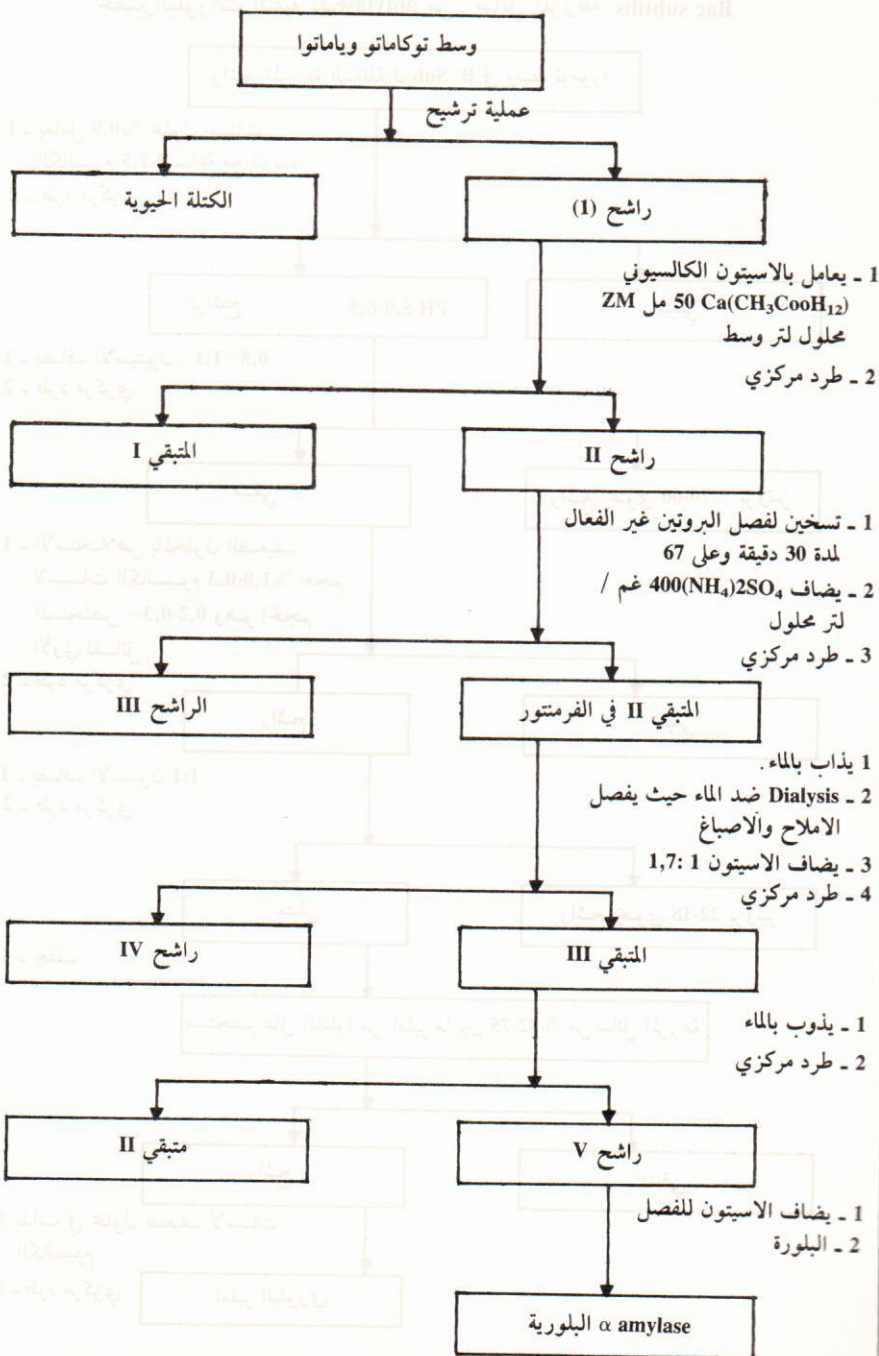 وسط توكاماتو وياماتوا
عملية ترشيح
راشح (1)
الكتلة الحيوية
1 ـ يعامل بالاسيتون الكالسيوني
50 Ca(CH₃CooH₁₂) مل ZM
محلول لتر وسط
2 ـ طرد مركزي
راشح II
المتبقي I
1 ـ تسخين لفصل البروتين غير الفعال
لمدة 30 دقيقة وعلى 67
2 ـ يضاف 400(NH₄)2SO₄ غم /
لتر محلول
3 ـ طرد مركزي
المتبقي II في الفرمنتور
الراشح III
1 يذاب بالماء .
2 ـ Dialysis ضد الماء حيث يفصل
الاملاح والاصباغ
3 ـ يضاف الاسيتون 1 :1,7
4 ـ طرد مركزي
المتبقي III
راشح IV
1 ـ يذوب بالماء
2 ـ طرد مركزي
راشح V
متبقي II
1 ـ يضاف الاسيتون للفصل
2 ـ البلورة
α amylase البلورية